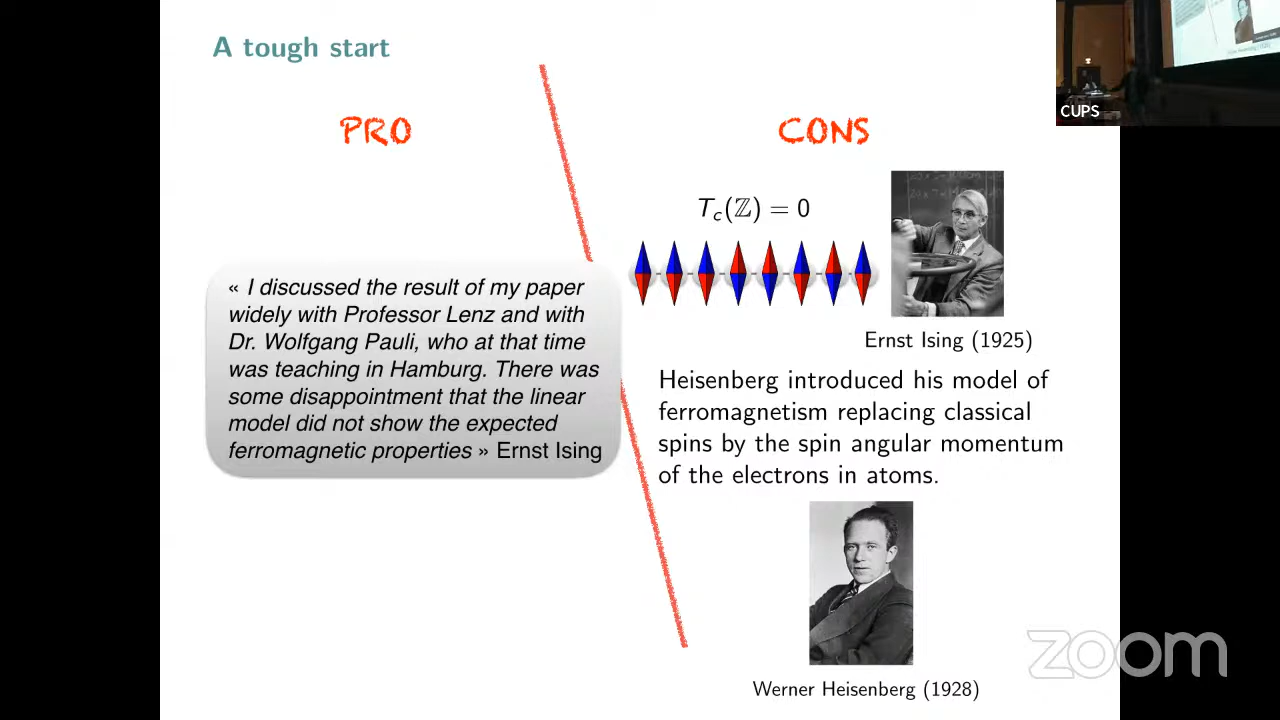 A tough start
PRO
CONS
T_c(ℤ) = 0
Ernst Ising (1925)
« I discussed the result of my paper
widely with Professor Lenz and with
Dr. Wolfgang Pauli, who at that time
was teaching in Hamburg. There was
some disappointment that the linear
model did not show the expected
ferromagnetic properties » Ernst Ising
Heisenberg introduced his model of
ferromagnetism replacing classical
spins by the spin angular momentum
of the electrons in atoms.
Werner Heisenberg (1928)
CUPS
zoom